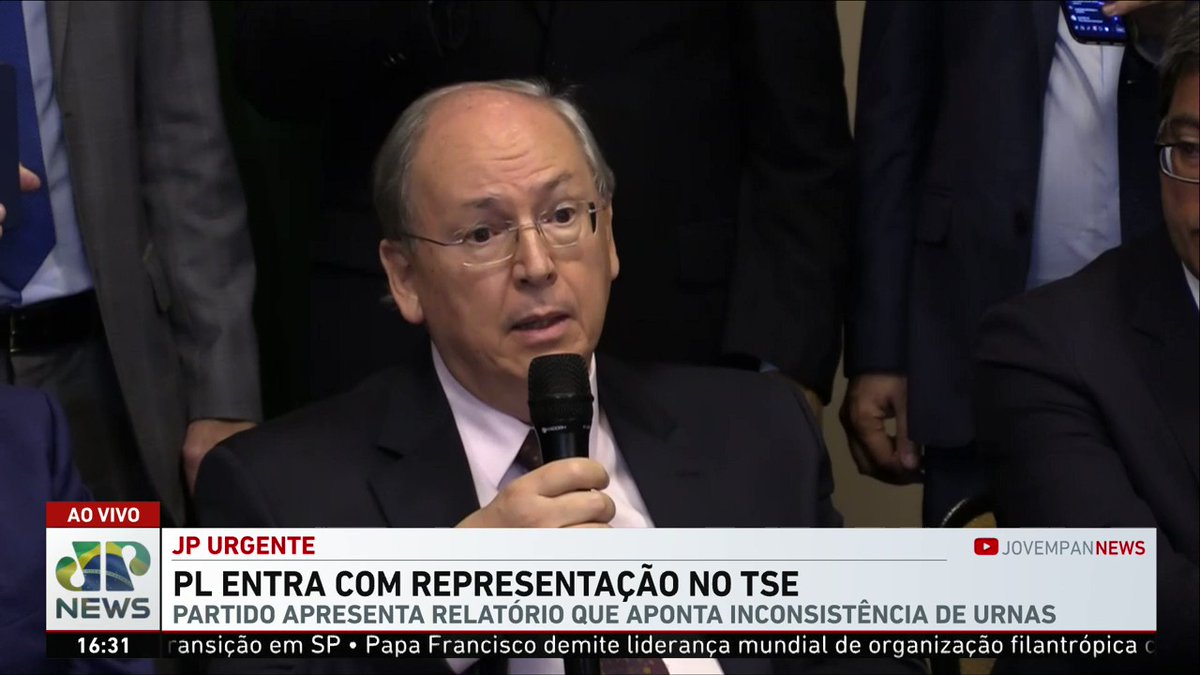 AO VIVO
JP URGENTE
JOVEMPANNEWS
JP
NEWS
PL ENTRA COM REPRESENTAÇÃO NO TSE
PARTIDO APRESENTA RELATÓRIO QUE APONTA INCONSISTÊNCIA DE URNAS
16:31
ransição em SP • Papa Francisco demite liderança mundial de organização filantrópica